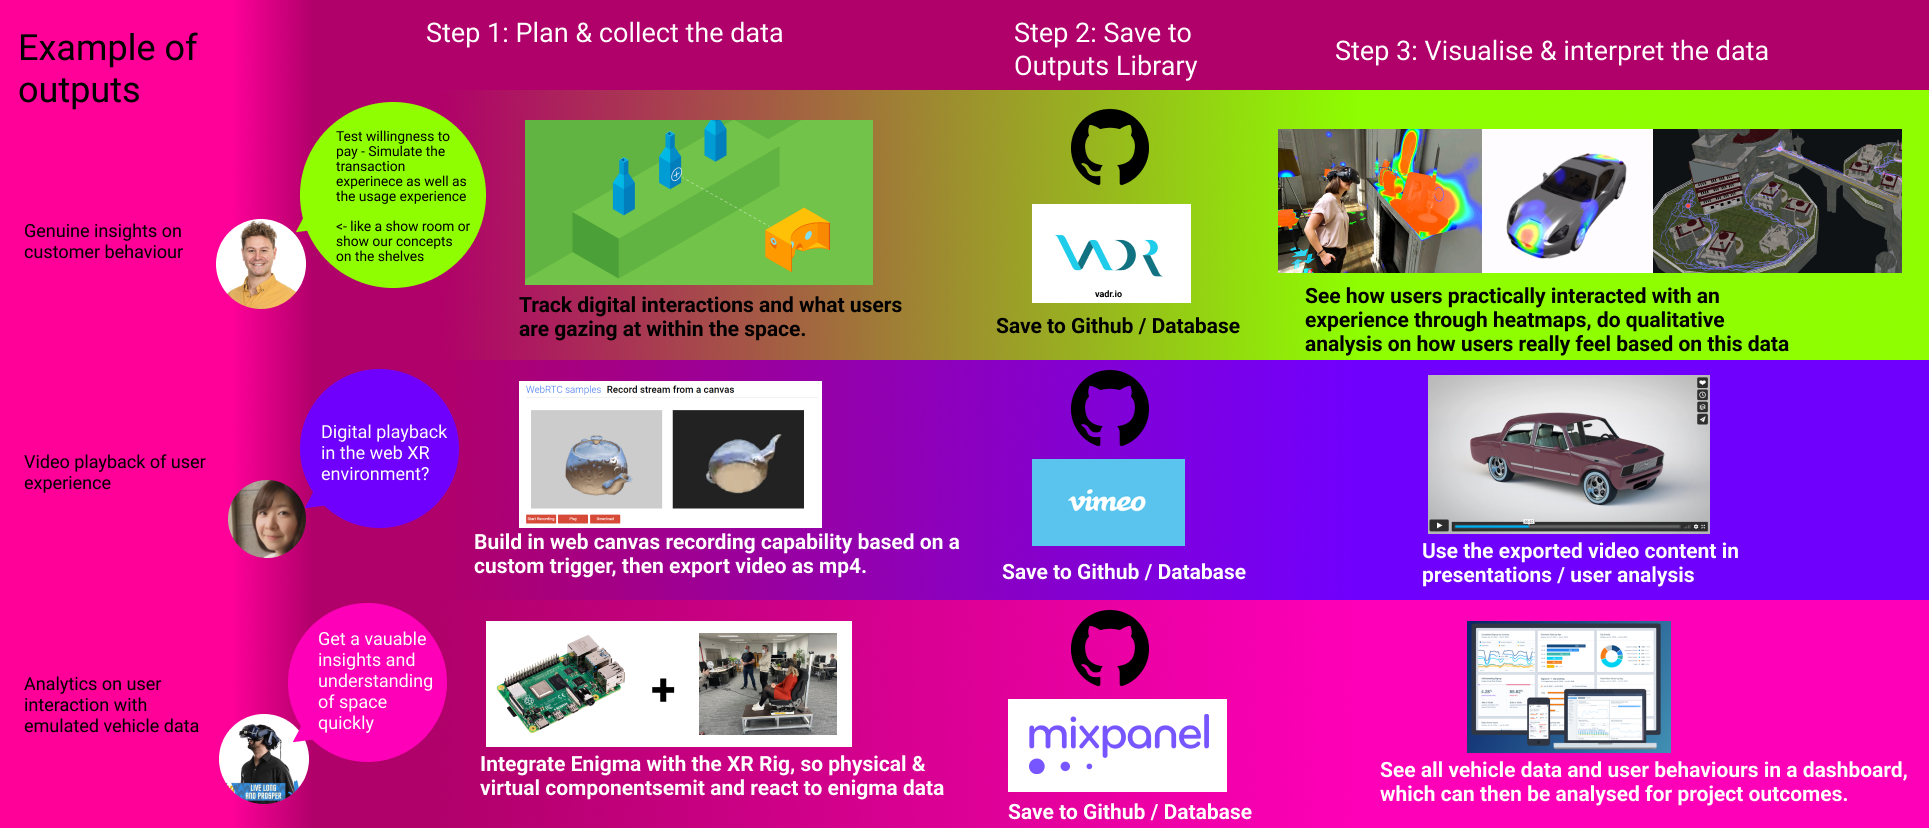 Example of
outputs
Step 1: Plan & collect the data
Step 2: Save to
Outputs Library
Step 3: Visualise & interpret the data
Genuine insights on
customer behaviour
Test willingness to
pay - Simulate the
transaction
experinece as well as
the usage experience
<- like a show room or
show our concepts
on the shelves
Track digital interactions and what users
are gazing at within the space.
VADR
vadr.io
Save to Github / Database
See how users practically interacted with an
experience through heatmaps, do qualitative
analysis on how users really feel based on this data
Video playback of user
experience
Digital playback
in the web XR
environment?
WebRTC samples Record stream from a canvas
Start Recording Play Download
Build in web canvas recording capability based on a
custom trigger, then export video as mp4.
vimeo
Save to Github / Database
Use the exported video content in
presentations / user analysis
Analytics on user
interaction with
emulated vehicle data
Get a vauable
insights and
understanding
of space
quickly
LIVE LONG
AND PROSPER
+
Integrate Enigma with the XR Rig, so physical &
virtual componentsemit and react to enigma data
mixpanel
Save to Github / Database
See all vehicle data and user behaviours in a dashboard,
which can then be analysed for project outcomes.